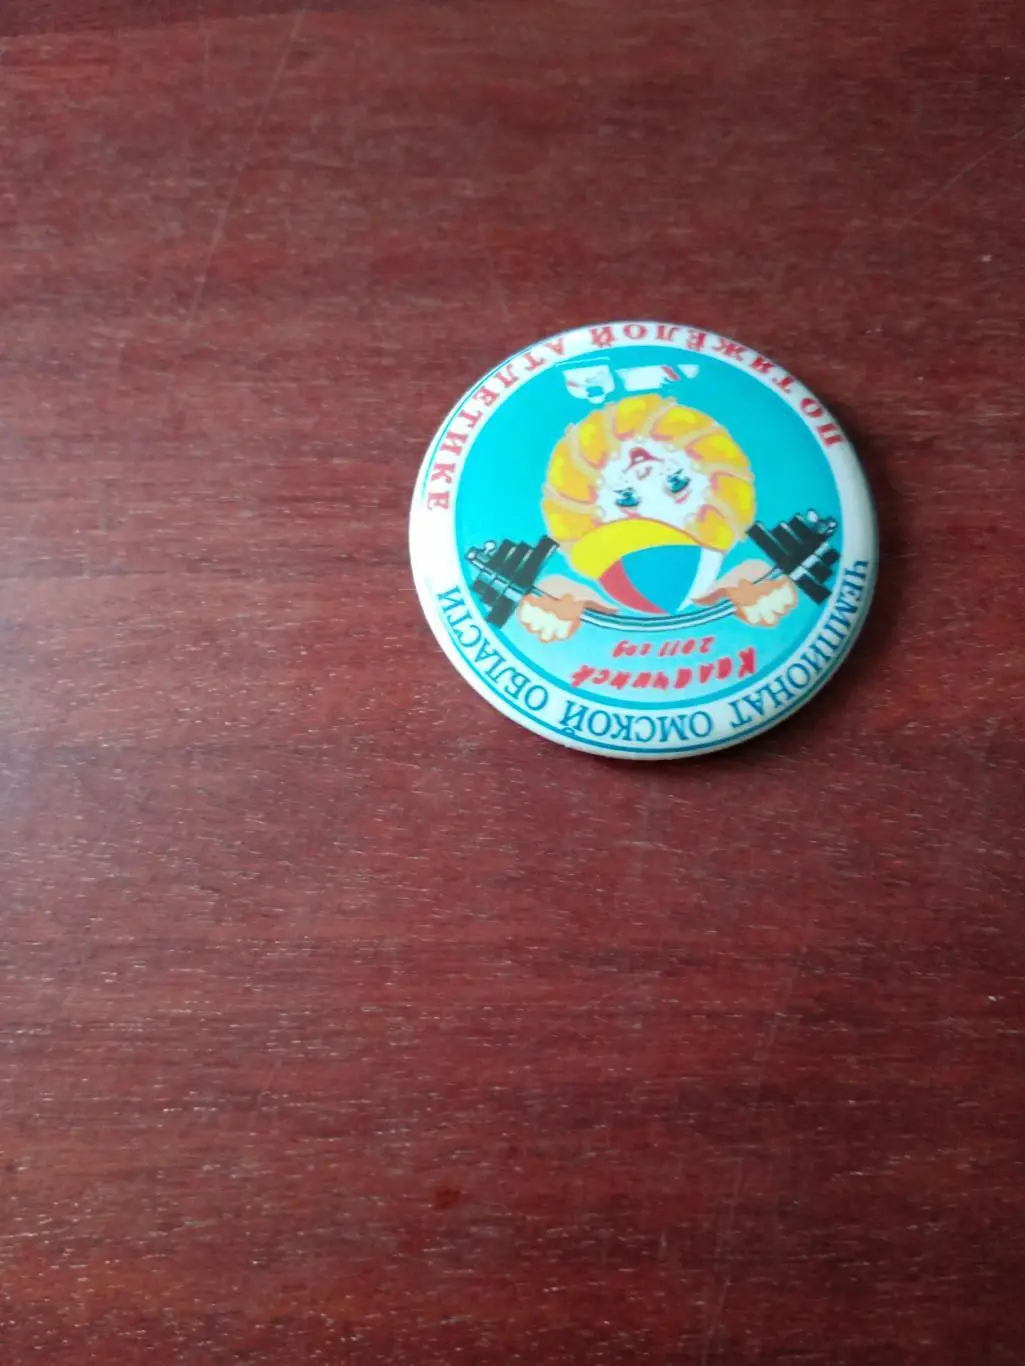 ЧЕМПИОНАТ ОМСКОЙ ОБЛАСТИ
Калачинск
2011 год
ПО ТЯЖЁЛОЙ АТЛЕТИКЕ